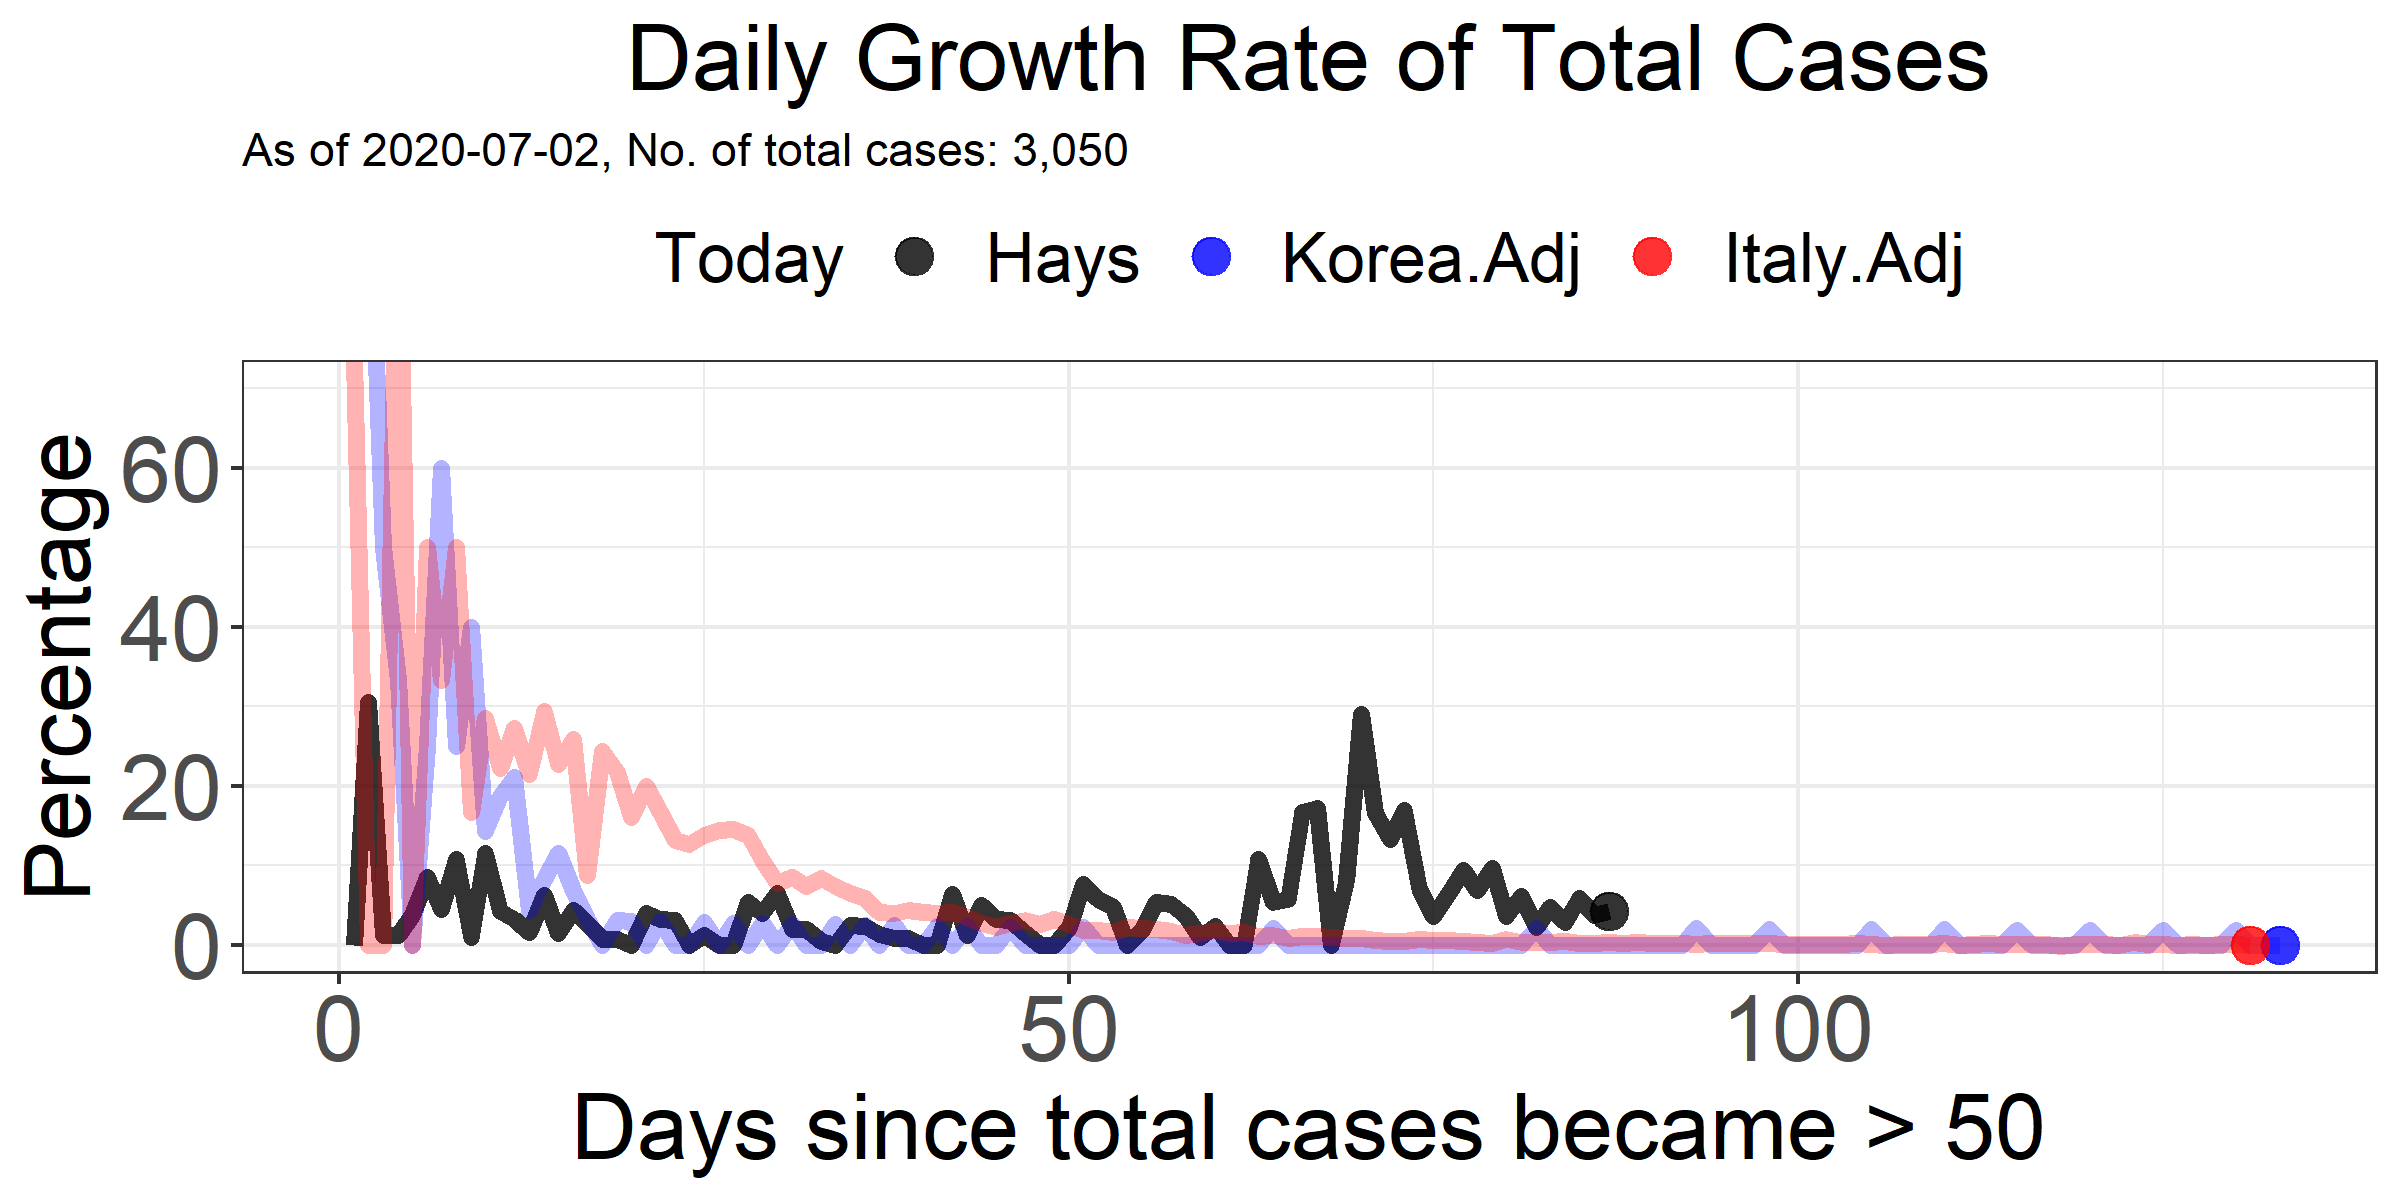 Daily Growth Rate of Total Cases
As of 2020-07-02, No. of total cases: 3,050
Today Hays Korea.Adj Italy.Adj
Percentage
60
40
20
0
0 50 100
Days since total cases became > 50